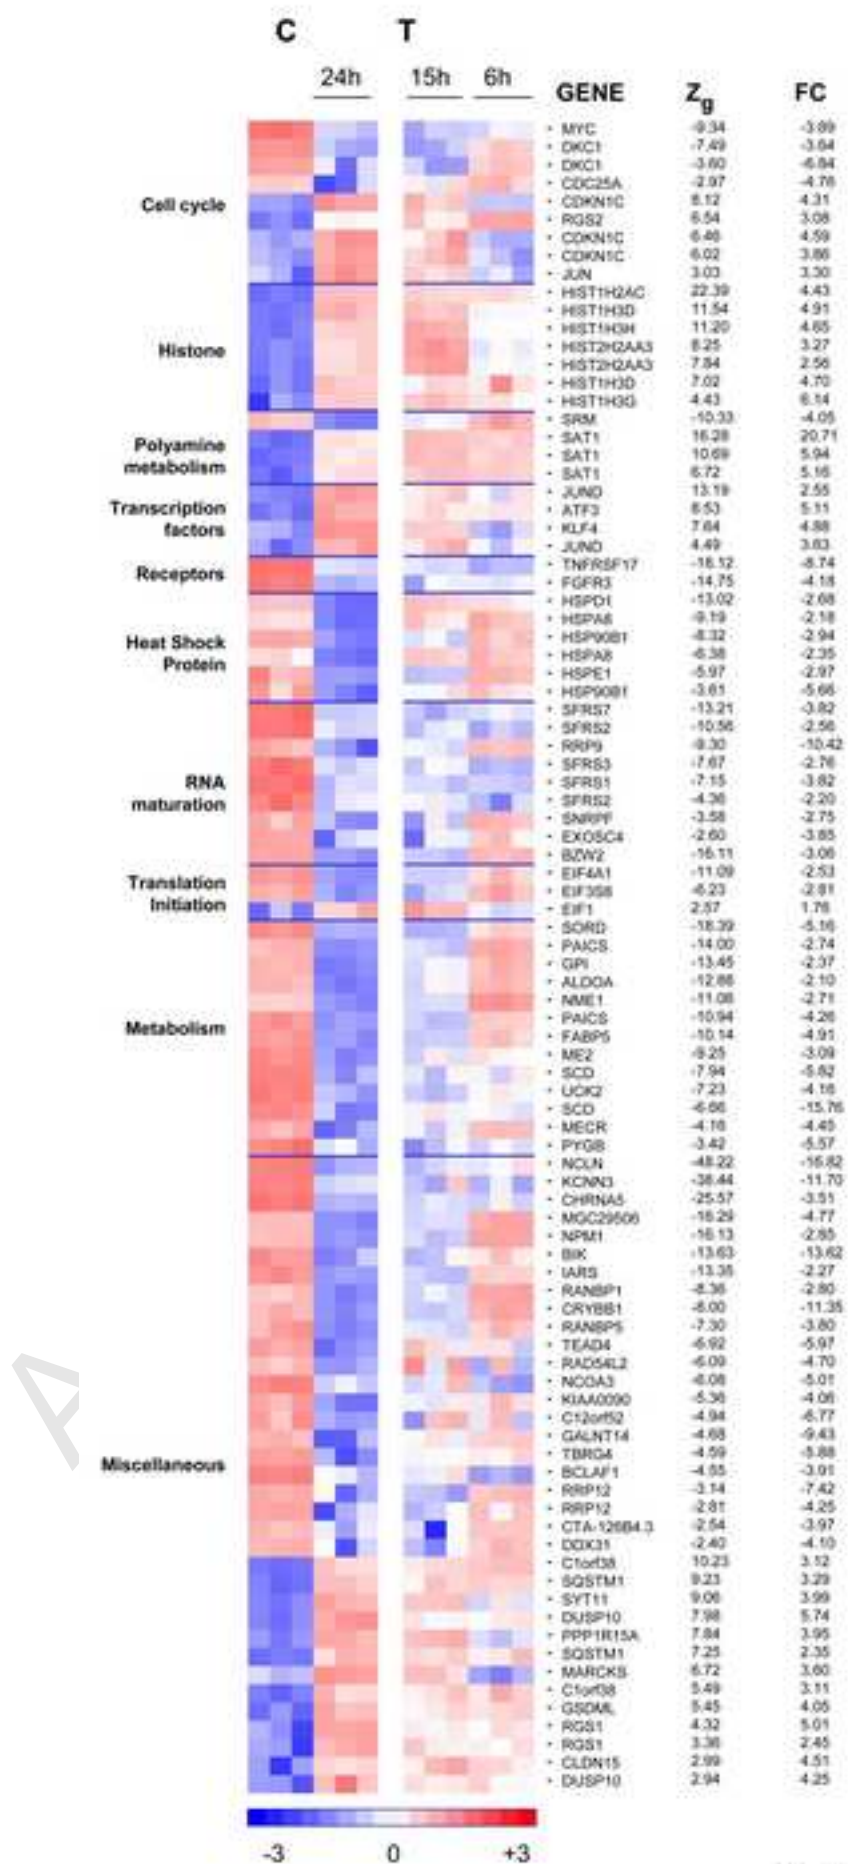 C T
24h 15h 6h
GENE Zg FC
MYC -9.34 -3.89
DKC1 -7.49 -3.64
DKC1 -3.60 -6.84
CDC25A -2.97 -4.76
Cell cycle
CDKN1C 8.12 4.31
RGS2 6.54 3.08
CDKN1C 6.46 4.59
CDKN1C 6.02 3.86
JUN 3.03 3.30
HIST1H2AC 22.39 4.43
HIST1H3D 11.54 4.91
HIST1H3H 11.20 4.65
Histone
HIST2H2AA3 8.25 3.27
HIST2H2AA3 7.84 2.56
HIST1H3D 7.02 4.70
HIST1H3G 4.43 6.14
SRM -10.33 -4.05
SAT1 16.28 20.71
Polyamine
metabolism
SAT1 10.69 5.94
SAT1 6.72 5.16
JUND 13.19 2.55
Transcription
factors
ATF3 8.53 5.11
KLF4 7.64 4.88
JUND 4.49 3.63
Receptors
TNFRSF17 -16.12 -8.74
FGFR3 -14.75 -4.18
HSPD1 -13.02 -2.68
HSPA8 -9.19 -2.18
Heat Shock
Protein
HSP90B1 -8.32 -2.94
HSPA8 -6.38 -2.35
HSPE1 -5.97 -2.97
HSP90B1 -3.61 -5.66
SFRS7 -13.21 -3.82
SFRS2 -10.56 -2.56
RRP9 -9.30 -10.42
SFRS3 -7.67 -2.76
RNA
maturation
SFRS1 -7.15 -3.82
SFRS2 -4.36 -2.20
SNRPF -3.58 -2.75
EXOSC4 -2.60 -3.85
BZW2 -16.11 -3.06
Translation
Initiation
EIF4A1 -11.09 -2.53
EIF3S8 -6.23 -2.81
EIF1 2.57 1.76
SORD -18.39 -5.16
PAICS -14.00 -2.74
GPI -13.45 -2.37
ALDOA -12.86 -2.10
NME1 -11.08 -2.71
Metabolism
PAICS -10.94 -4.26
FABP5 -10.14 -4.91
ME2 -9.25 -3.09
SCD -7.94 -5.82
UCK2 -7.23 -4.16
SCD -6.66 -15.76
MECR -4.16 -4.45
PYGB -3.42 -5.57
NCLN -48.22 -16.82
KCNN3 -36.44 -11.70
CHRNA5 -25.57 -3.51
MGC29506 -16.29 -4.77
NPM1 -16.13 -2.85
BIK -13.63 -13.62
IARS -13.35 -2.27
RANBP1 -8.36 -2.80
CRYBB1 -8.00 -11.35
RANBP5 -7.30 -3.80
TEAD4 -6.92 -5.97
RAD54L2 -6.09 -4.70
NCOA3 -6.08 -5.01
KIAA0090 -5.36 -4.06
C12orf52 -4.94 -6.77
GALNT14 -4.68 -9.43
TBRG4 -4.59 -5.88
Miscellaneous
BCLAF1 -4.55 -3.91
RRP12 -3.14 -7.42
RRP12 -2.81 -4.25
CTA-126B4.3 -2.54 -3.97
DDX31 -2.40 -4.10
C1orf38 10.23 3.12
SQSTM1 9.23 3.29
SYT11 9.06 3.99
DUSP10 7.98 5.74
PPP1R15A 7.84 3.95
SQSTM1 7.25 2.35
MARCKS 6.72 3.60
C1orf38 5.49 3.11
GSDML 5.45 4.05
RGS1 4.32 5.01
RGS1 3.36 2.45
CLDN15 2.99 4.51
DUSP10 2.94 4.25
-3 0 +3
A